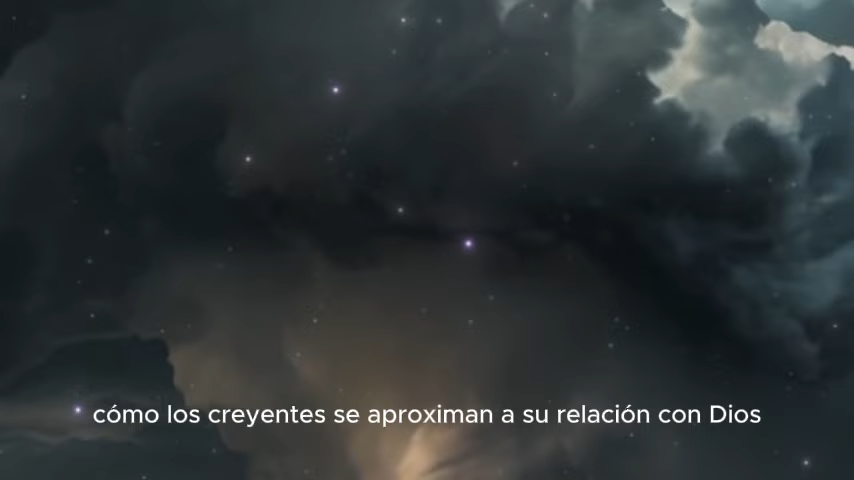 cómo los creyentes se aproximan a su relación con Dios